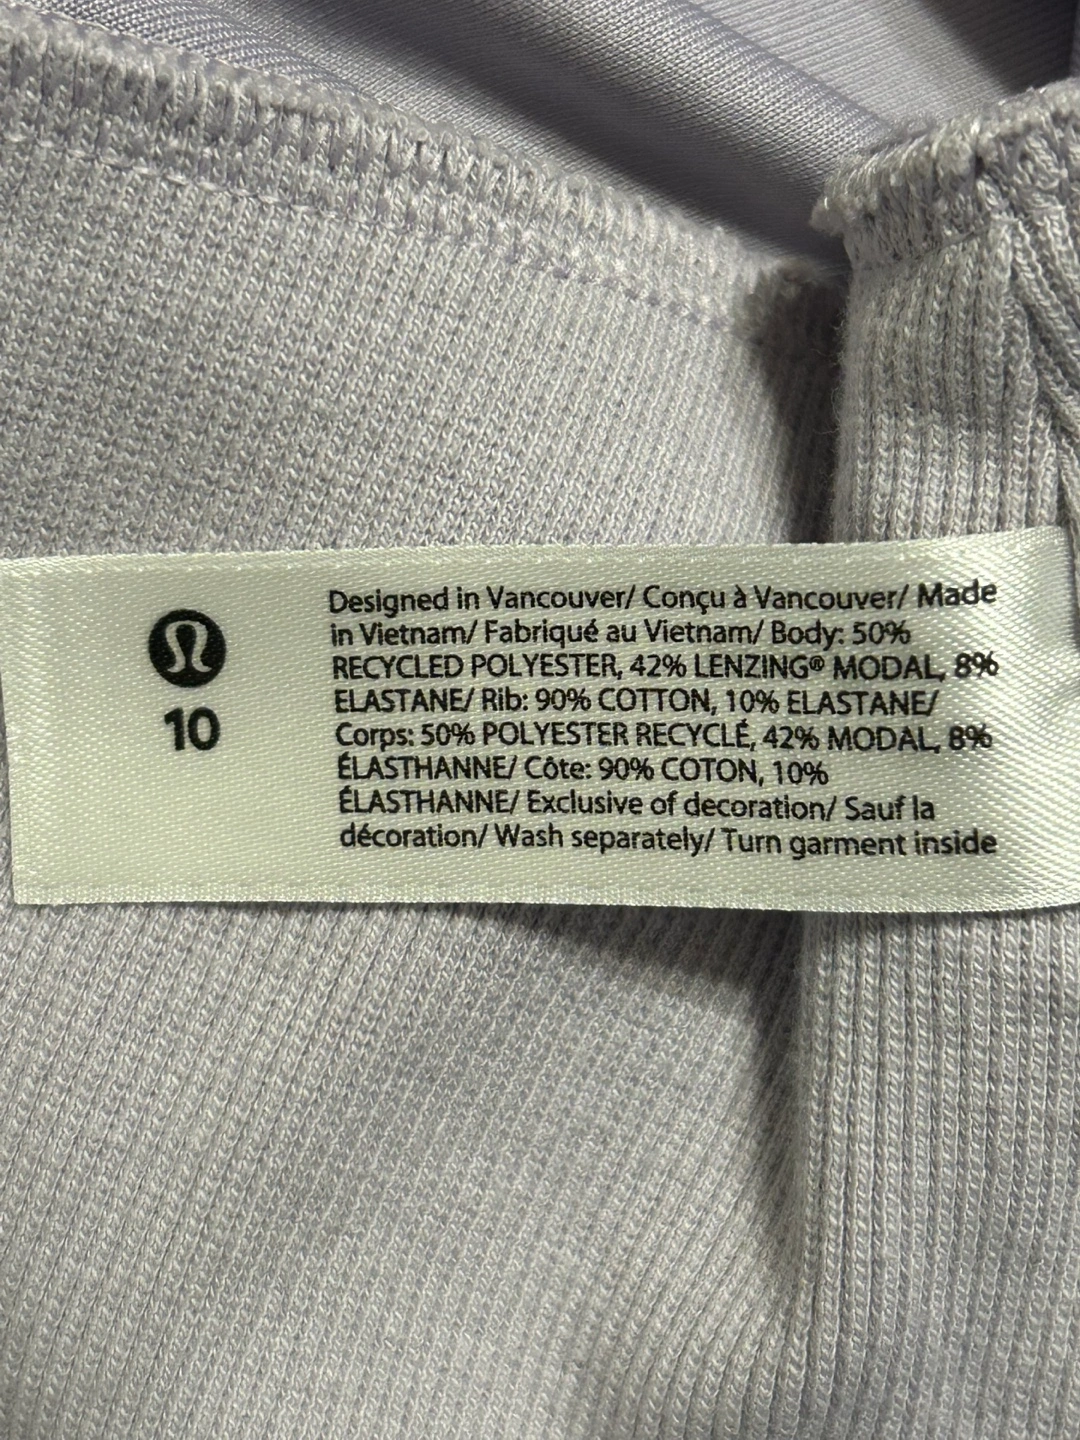 10
Designed in Vancouver/ Conçu à Vancouver/ Made
in Vietnam/ Fabriqué au Vietnam/ Body: 50%
RECYCLED POLYESTER, 42% LENZING® MODAL, 8%
ELASTANE/ Rib: 90% COTTON, 10% ELASTANE/
Corps: 50% POLYESTER RECYCLÉ, 42% MODAL, 8%
ÉLASTHANNE/ Côte: 90% COTON, 10%
ÉLASTHANNE/ Exclusive of decoration/ Sauf la
décoration/ Wash separately/ Turn garment inside